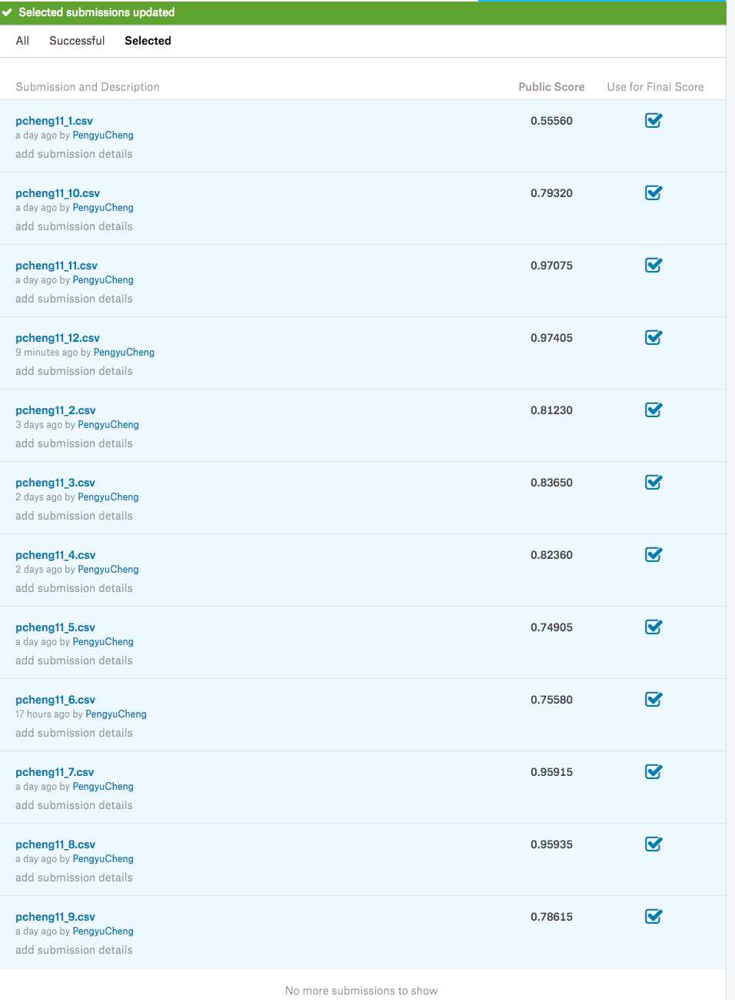 Selected submissions updated
All Successful Selected
Submission and Description Public Score Use for Final Score
pcheng11_1.csv 0.55560
a day ago by PengyuCheng
add submission details
pcheng11_10.csv 0.79320
a day ago by PengyuCheng
add submission details
pcheng11_11.csv 0.97075
a day ago by PengyuCheng
add submission details
pcheng11_12.csv 0.97405
9 minutes ago by PengyuCheng
add submission details
pcheng11_2.csv 0.81230
3 days ago by PengyuCheng
add submission details
pcheng11_3.csv 0.83650
2 days ago by PengyuCheng
add submission details
pcheng11_4.csv 0.82360
2 days ago by PengyuCheng
add submission details
pcheng11_5.csv 0.74905
a day ago by PengyuCheng
add submission details
pcheng11_6.csv 0.75580
17 hours ago by PengyuCheng
add submission details
pcheng11_7.csv 0.95915
a day ago by PengyuCheng
add submission details
pcheng11_8.csv 0.95935
a day ago by PengyuCheng
add submission details
pcheng11_9.csv 0.78615
a day ago by PengyuCheng
add submission details
No more submissions to show